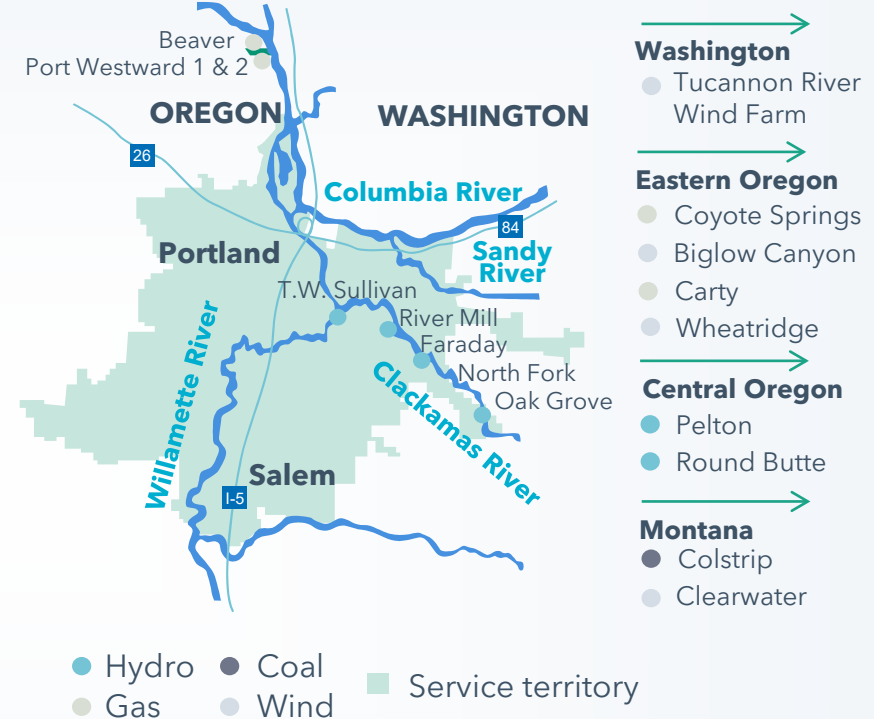 Beaver
Port Westward 1 & 2
OREGON
WASHINGTON
26
Columbia River
84
Portland
Sandy
River
T.W. Sullivan
River Mill
Faraday
North Fork
Oak Grove
Willamette River
Clackamas River
Salem
I-5
Washington
Tucannon River
Wind Farm
Eastern Oregon
Coyote Springs
Biglow Canyon
Carty
Wheatridge
Central Oregon
Pelton
Round Butte
Montana
Colstrip
Clearwater
Hydro
Coal
Gas
Wind
Service territory